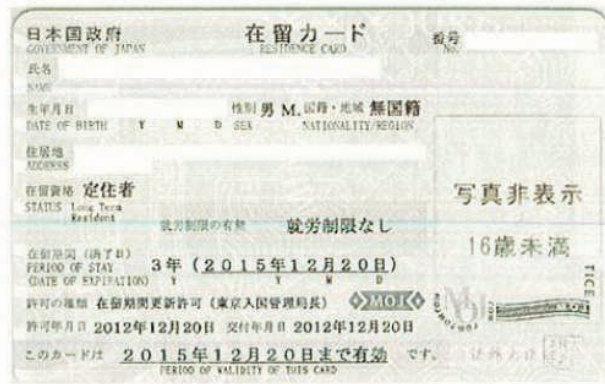 日本国政府 在留カード 番号
GOVERNMENT OF JAPAN RESIDENCE CARD NO.
氏名
NAME
生年月日 性別 男 M. 国籍・地域 無国籍
DATE OF BIRTH Y M D SEX NATIONALITY/REGION
住居地
ADDRESS
在留資格 定住者
STATUS Long Term
Resident
写真非表示
就労制限の有無 就労制限なし
16歳未満
在留期間(満了日)
PERIOD OF STAY 3年(2015年12月20日)
(DATE OF EXPIRATION) Y Y M D
許可の種類 在留期間更新許可(東京入国管理局長) MOJ
許可年月日 2012年12月20日 交付年月日 2012年12月20日
このカードは 2015年12月20日まで有効 です。
PERIOD OF VALIDITY OF THIS CARD